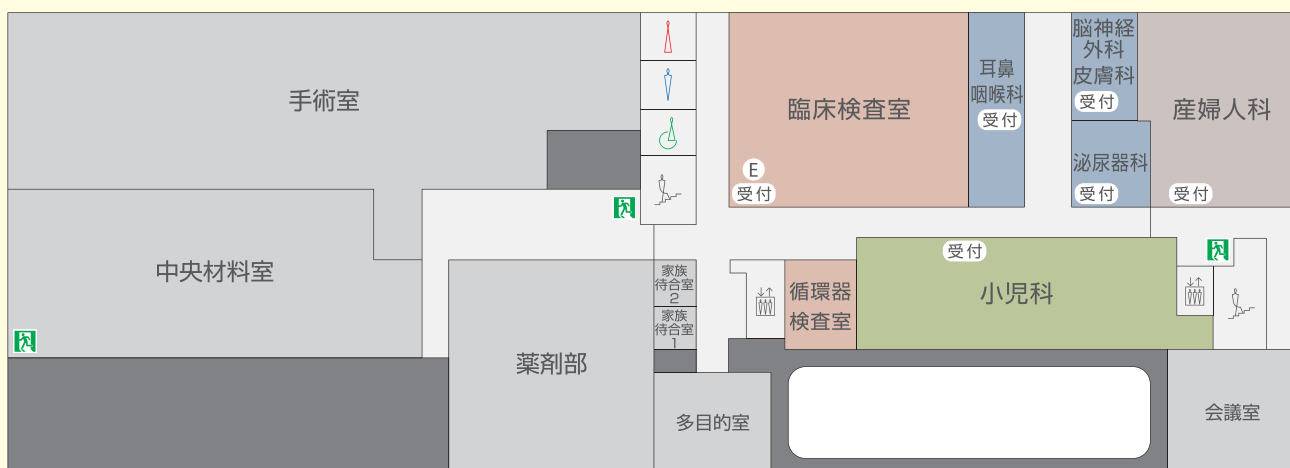 手術室
臨床検査室
E
受付
耳鼻
咽喉科
受付
脳神経
外科
皮膚科
受付
泌尿器科
受付
産婦人科
受付
中央材料室
薬剤部
家族
待合室
2
家族
待合室
1
多目的室
循環器
検査室
受付
小児科
会議室